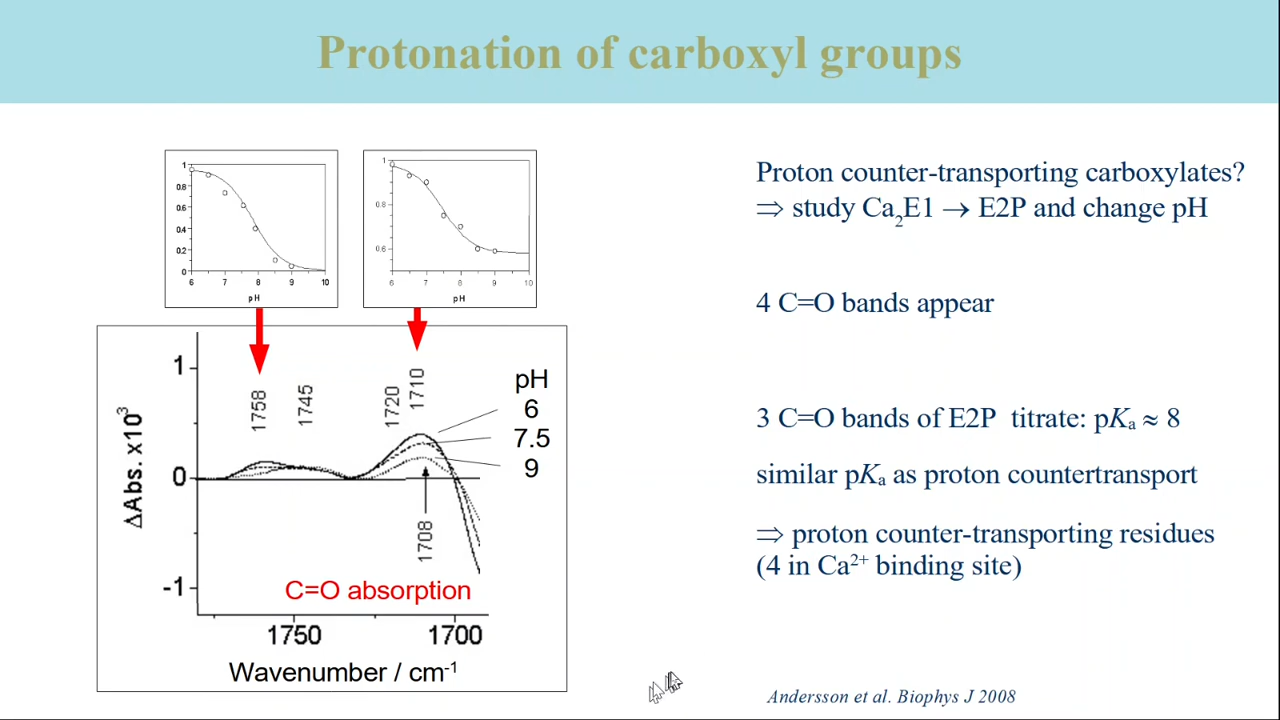 Protonation of carboxyl groups
1
0.8
0.6
0.4
0.2
0
6 7 8 9 10
pH
1
0.8
0.6
6 7 8 9 10
pH
Proton counter-transporting carboxylates?
⇒ study Ca₂E1 → E2P and change pH
4 C=O bands appear
3 C=O bands of E2P titrate: pKₐ ≈ 8
similar pKₐ as proton countertransport
⇒ proton counter-transporting residues
(4 in Ca²⁺ binding site)
ΔAbs. x10³
1
0
-1
1758
1745
1720
1710
pH
6
7.5
9
1708
C=O absorption
1750 1700
Wavenumber / cm⁻¹
Andersson et al. Biophys J 2008